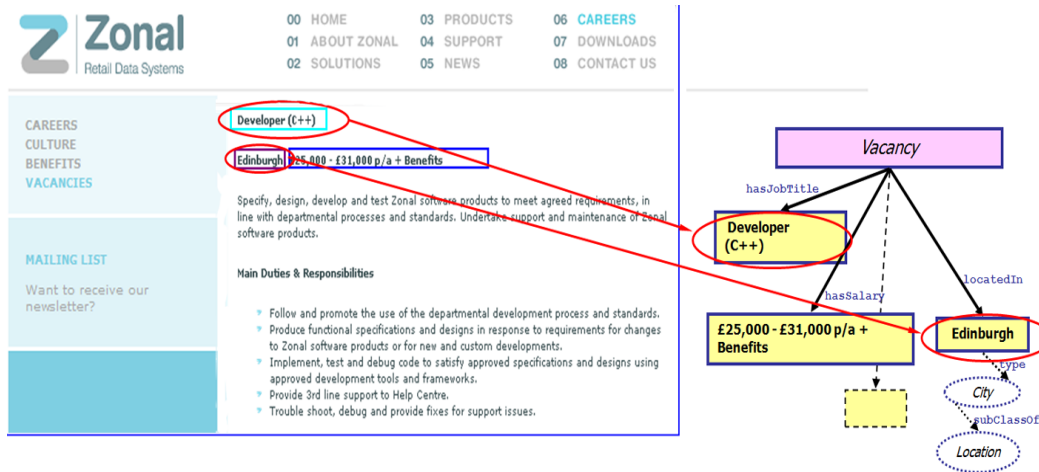 Zonal
Retail Data Systems
00 HOME
01 ABOUT ZONAL
02 SOLUTIONS
03 PRODUCTS
04 SUPPORT
05 NEWS
06 CAREERS
07 DOWNLOADS
08 CONTACT US
CAREERS
CULTURE
BENEFITS
VACANCIES
MAILING LIST
Want to receive our
newsletter?
Developer (C++)
Edinburgh £25,000 - £31,000 p/a + Benefits
Specify, design, develop and test Zonal software products to meet agreed requirements, in
line with departmental processes and standards. Undertake support and maintenance of Zonal
software products.
Main Duties & Responsibilities
Follow and promote the use of the departmental development process and standards.
Produce functional specifications and designs in response to requirements for changes
to Zonal software products or for new and custom developments.
Implement, test and debug code to satisfy approved specifications and designs using
approved development tools and frameworks.
Provide 3rd line support to Help Centre.
Trouble shoot, debug and provide fixes for support issues.
Vacancy
hasJobTitle
Developer
(C++)
hasSalary
locatedIn
£25,000 - £31,000 p/a +
Benefits
Edinburgh
type
City
subClassOf
Location